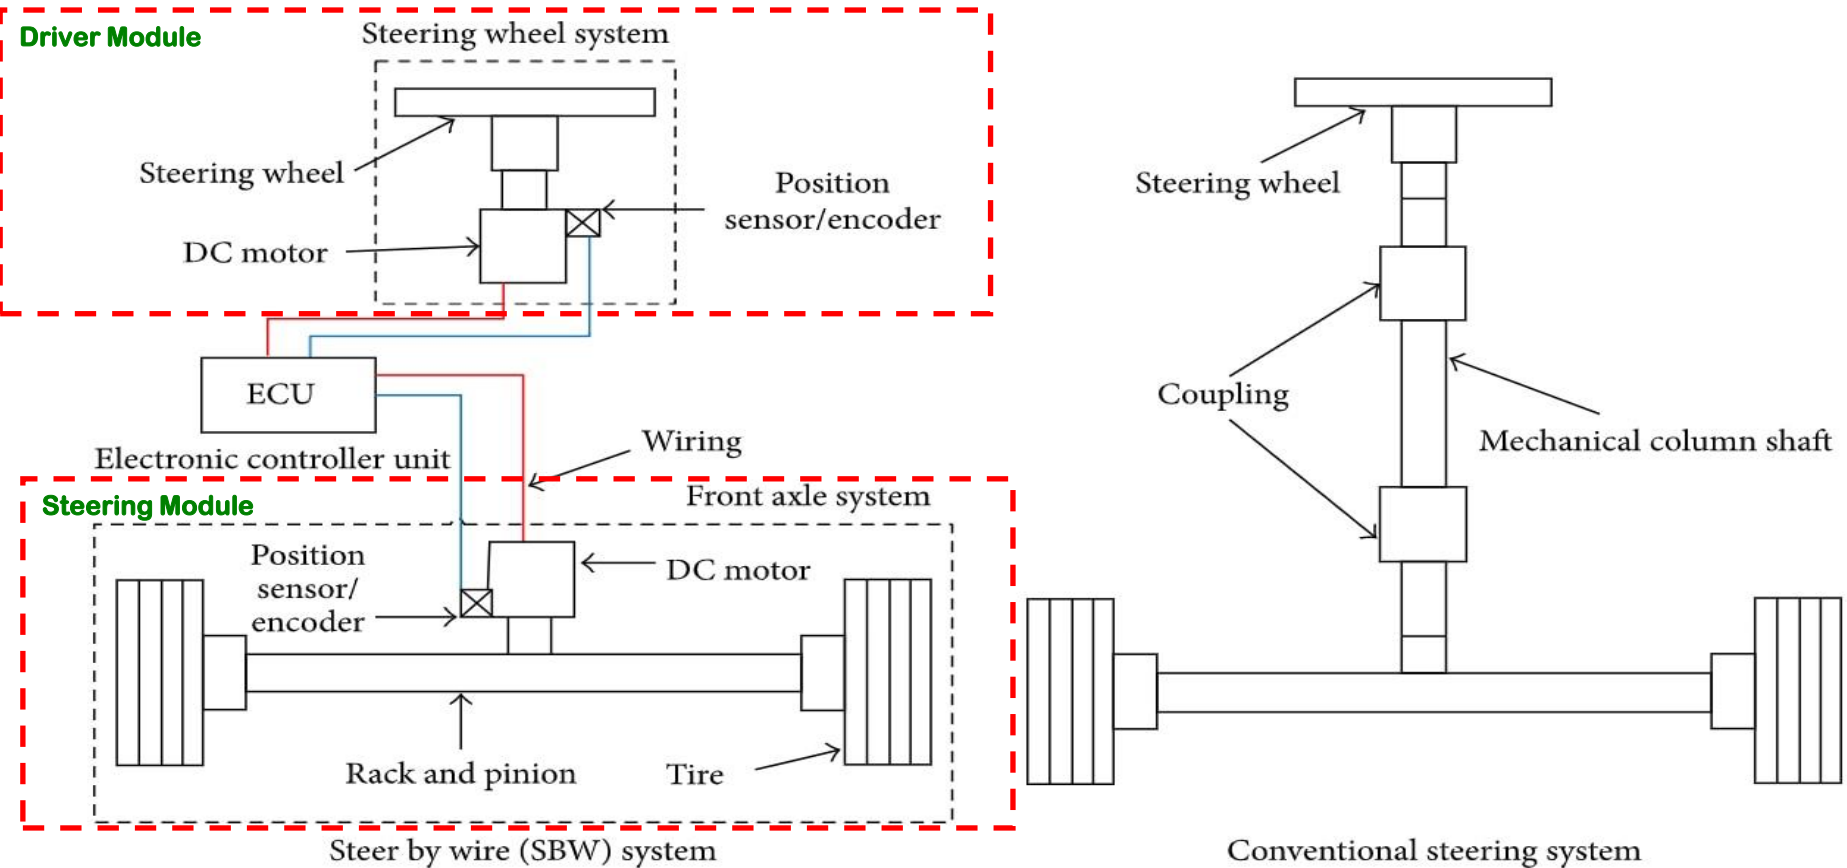 Driver Module
Steering wheel system
Steering wheel
Position
sensor/encoder
DC motor
ECU
Electronic controller unit
Wiring
Steering Module
Front axle system
Position
sensor/
encoder
DC motor
Rack and pinion
Tire
Steer by wire (SBW) system
Steering wheel
Coupling
Mechanical column shaft
Conventional steering system